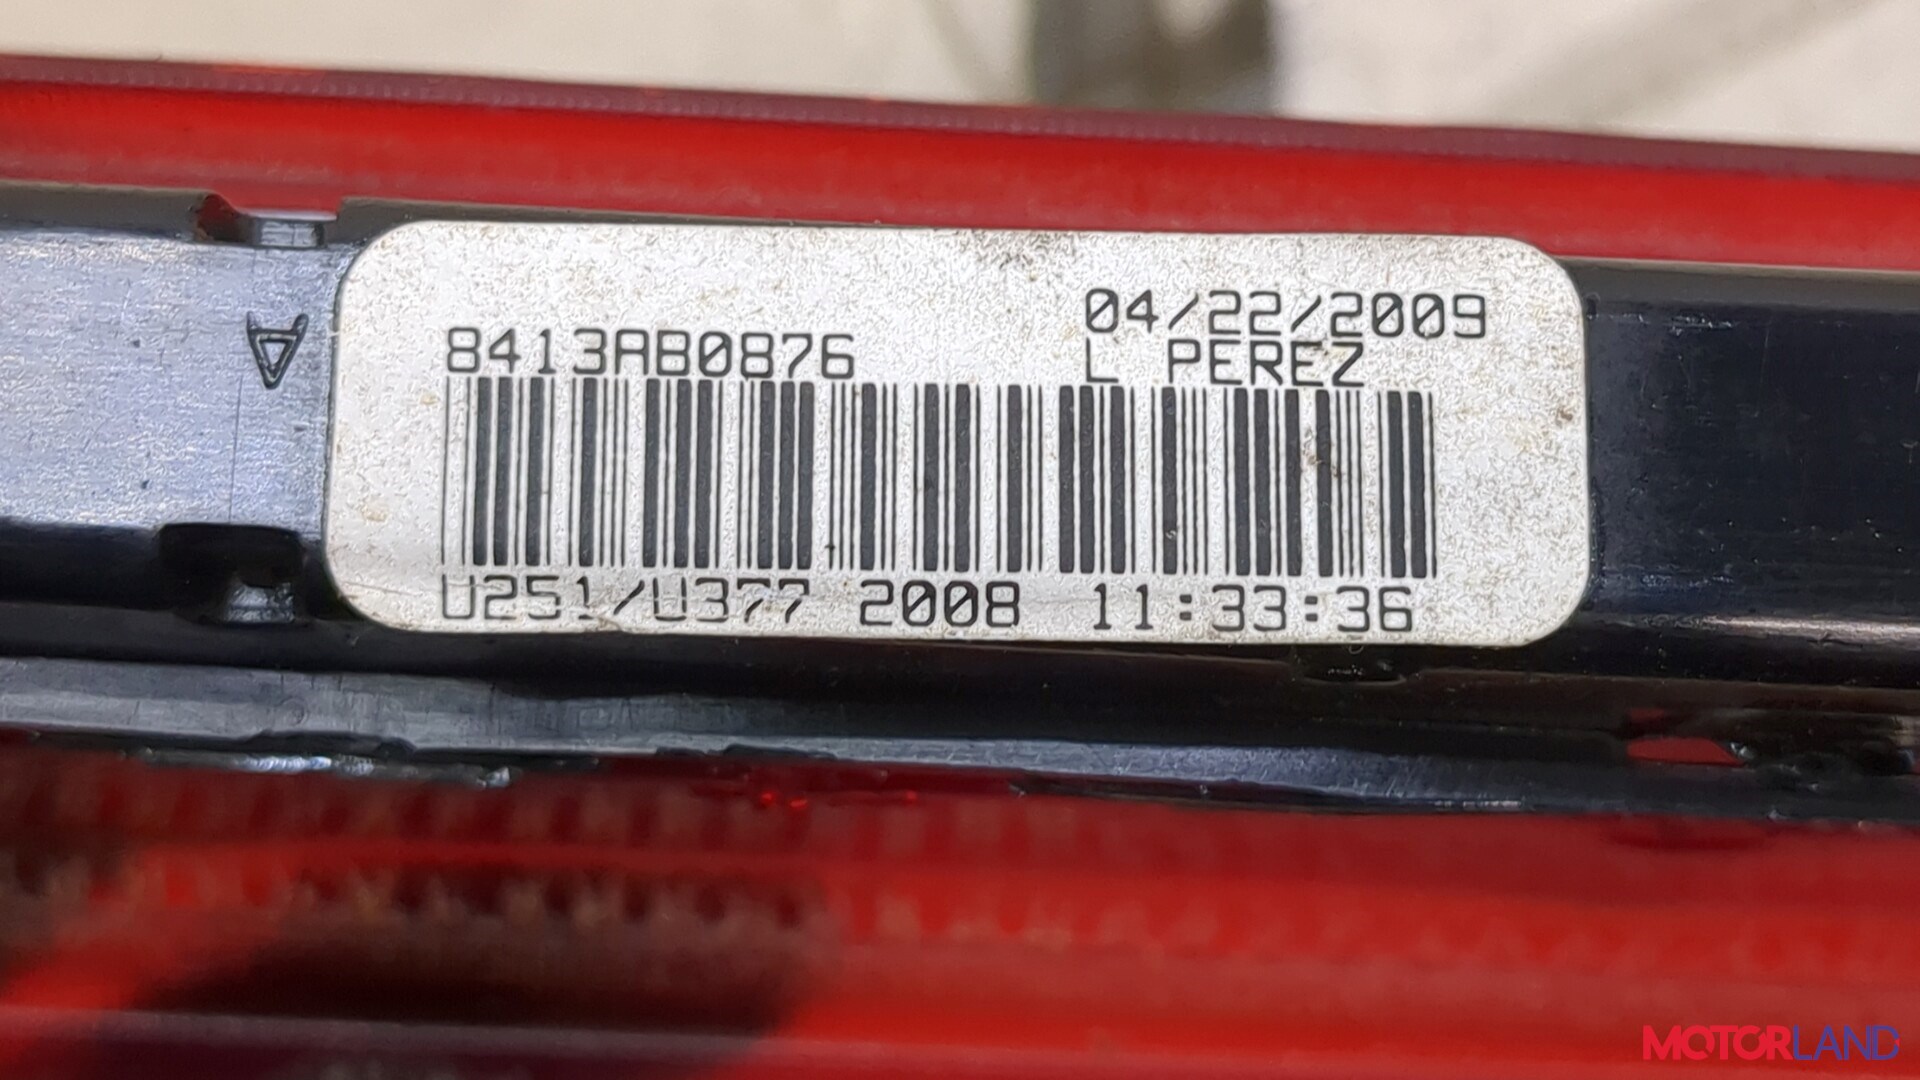 04/22/2009
8413AB0876
L PEREZ
U251/U377 2008 11:33:36
MOTORLAND